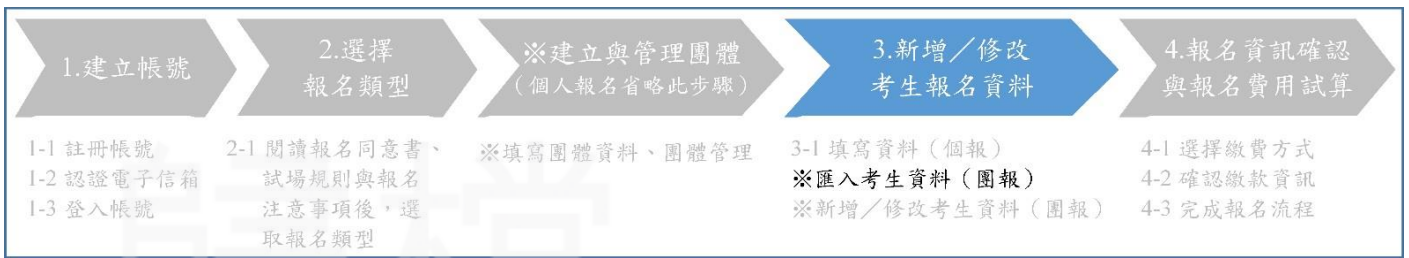 1.建立帳號
2.選擇
報名類型
※建立與管理團體
（個人報名省略此步驟）
3.新增／修改
考生報名資料
4.報名資訊確認
與報名費用試算
1-1 註冊帳號
1-2 認證電子信箱
1-3 登入帳號
2-1 閱讀報名同意書、
試場規則與報名
注意事項後，選
取報名類型
※填寫團體資料、團體管理
3-1 填寫資料（個報）
※匯入考生資料（團報）
※新增／修改考生資料（團報）
4-1 選擇繳費方式
4-2 確認繳款資訊
4-3 完成報名流程